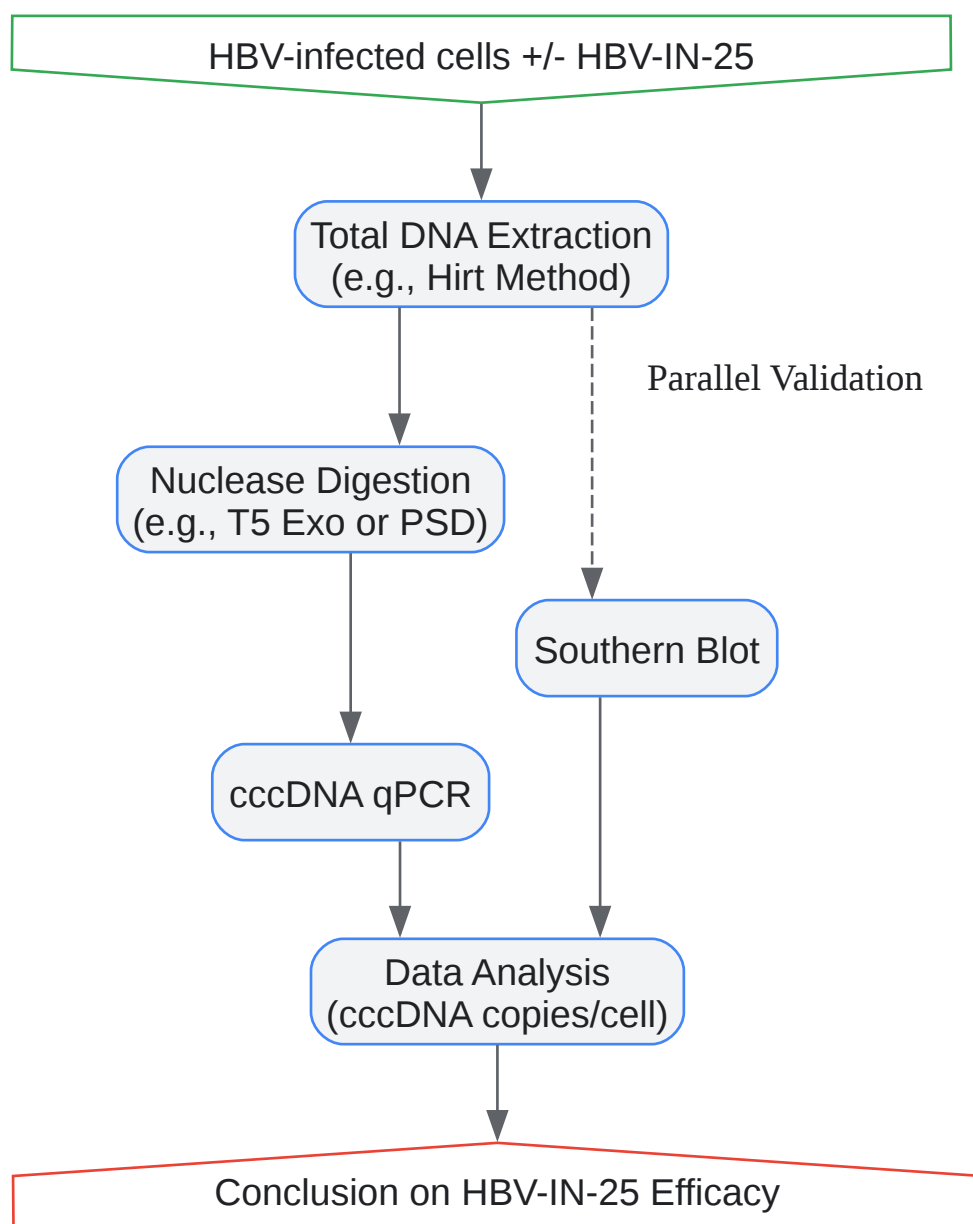 HBV-infected cells +/- HBV-IN-25
Total DNA Extraction
(e.g., Hirt Method)
Parallel Validation
Nuclease Digestion
(e.g., T5 Exo or PSD)
Southern Blot
cccDNA qPCR
Data Analysis
(cccDNA copies/cell)
Conclusion on HBV-IN-25 Efficacy